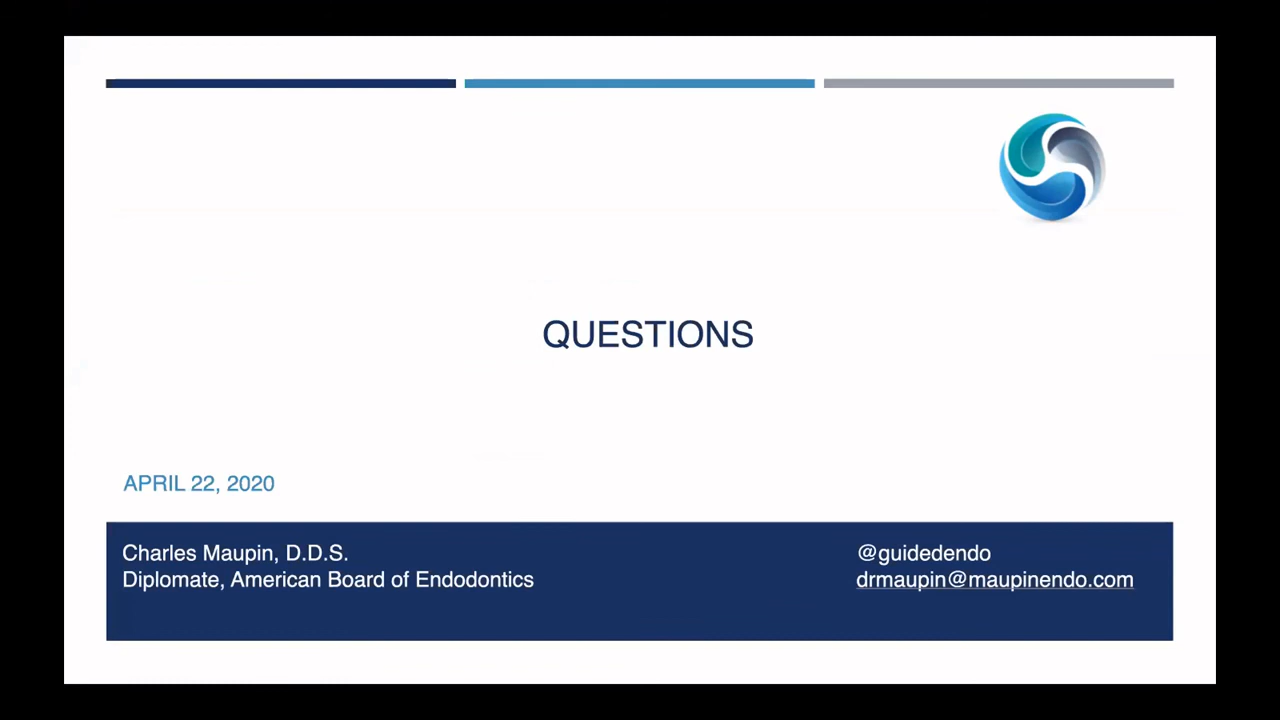 QUESTIONS
APRIL 22, 2020
Charles Maupin, D.D.S.
Diplomate, American Board of Endodontics
@guidedendo
drmaupin@maupinendo.com